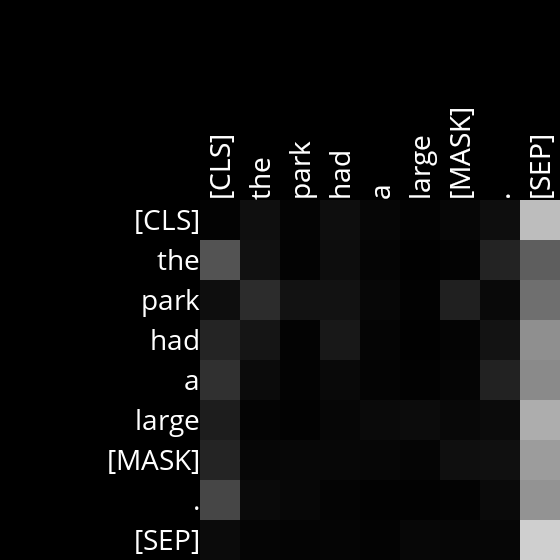 [CLS] the park had a large [MASK] . [SEP]
[CLS]
the
park
had
a
large
[MASK]
.
[SEP]